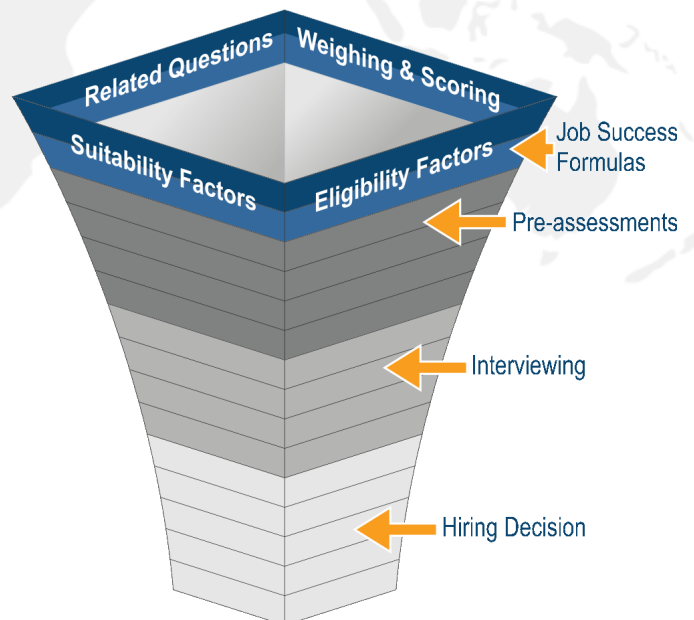 Related Questions
Weighing & Scoring
Suitability Factors
Eligibility Factors
Job Success
Formulas
Pre-assessments
Interviewing
Hiring Decision